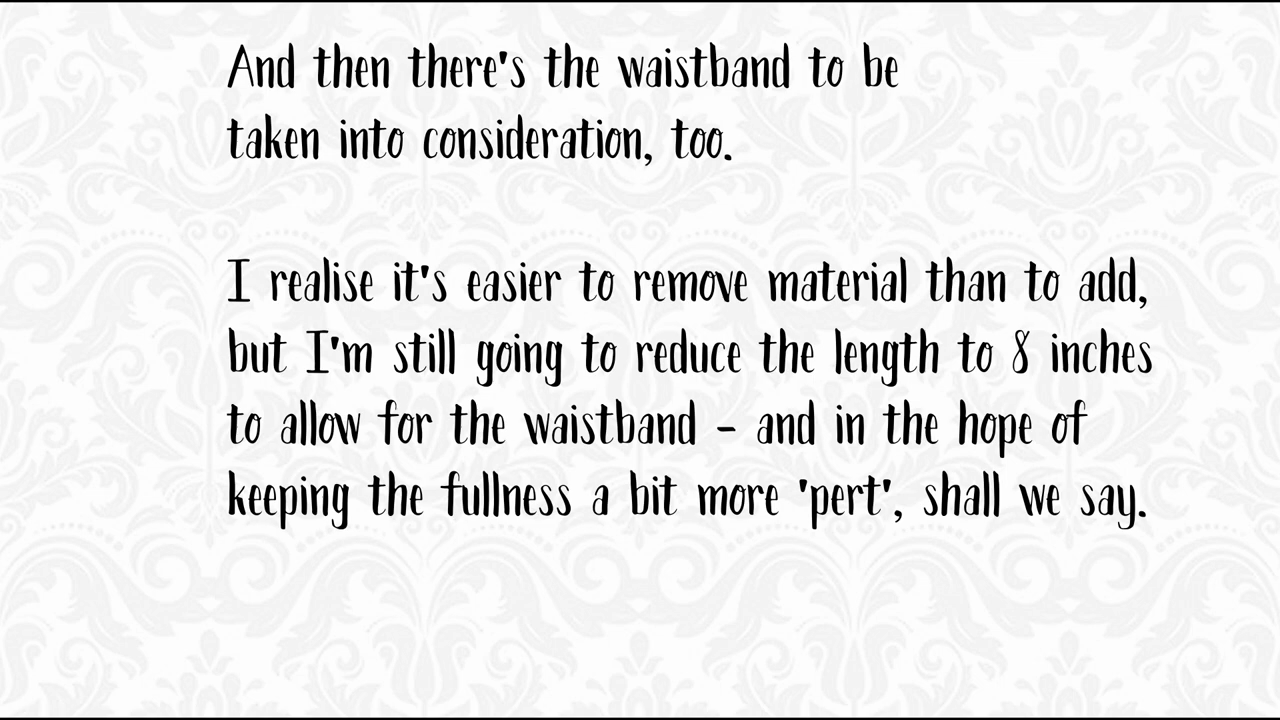 And then there's the waistband to be
taken into consideration, too.
I realise it's easier to remove material than to add,
but I'm still going to reduce the length to 8 inches
to allow for the waistband - and in the hope of
keeping the fullness a bit more 'pert', shall we say.